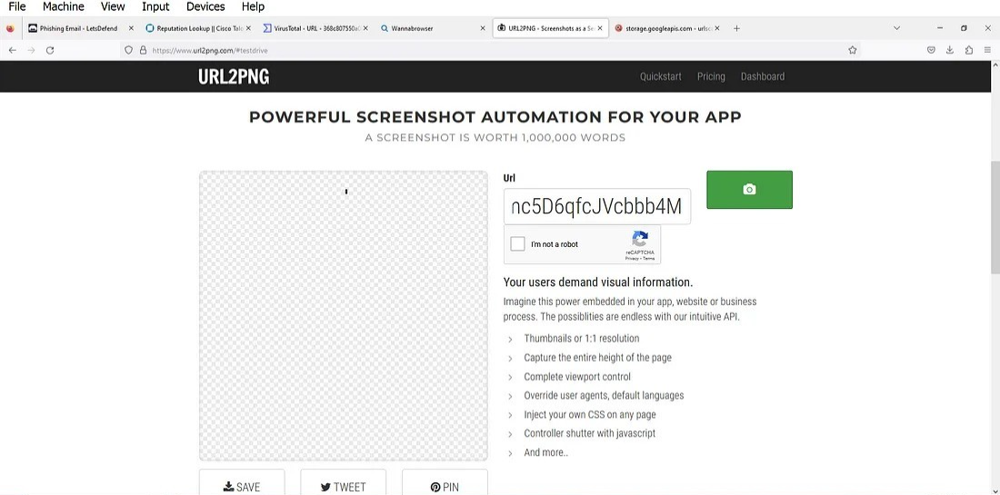 File Machine View Input Devices Help
Phishing Email - LetsDefend
Reputation Lookup || Cisco Talo
VirusTotal - URL - 368c807550a
Wannabrowser
URL2PNG - Screenshots as a Se
storage.googleapis.com - urlsc
https://www.url2png.com/#testdrive
URL2PNG
Quickstart Pricing Dashboard
POWERFUL SCREENSHOT AUTOMATION FOR YOUR APP
A SCREENSHOT IS WORTH 1,000,000 WORDS
Url
nc5D6qfcJVcbbb4M
I'm not a robot
reCAPTCHA
Privacy - Terms
Your users demand visual information.
Imagine this power embedded in your app, website or business
process. The possiblities are endless with our intuitive API.
Thumbnails or 1:1 resolution
Capture the entire height of the page
Complete viewport control
Override user agents, default languages
Inject your own CSS on any page
Controller shutter with javascript
And more..
SAVE TWEET PIN